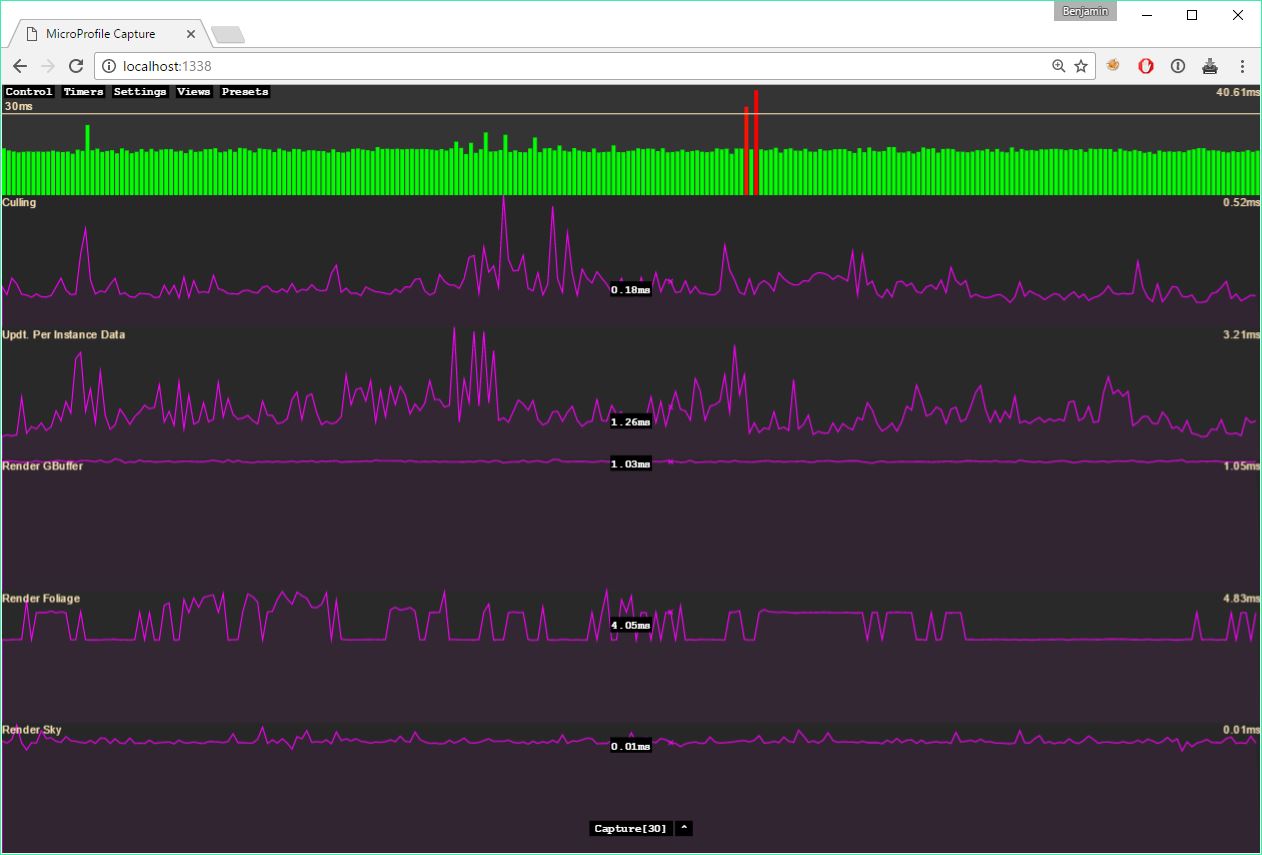 Benjamin
MicroProfile Capture
localhost:1338
Control Timers Settings Views Presets
40.61ms
30ms
Culling
0.52ms
0.18ms
Updt. Per Instance Data
3.21ms
1.26ms
Render GBuffer
1.03ms
1.05ms
Render Foliage
4.83ms
4.05ms
Render Sky
0.01ms
0.01ms
Capture[30] ^